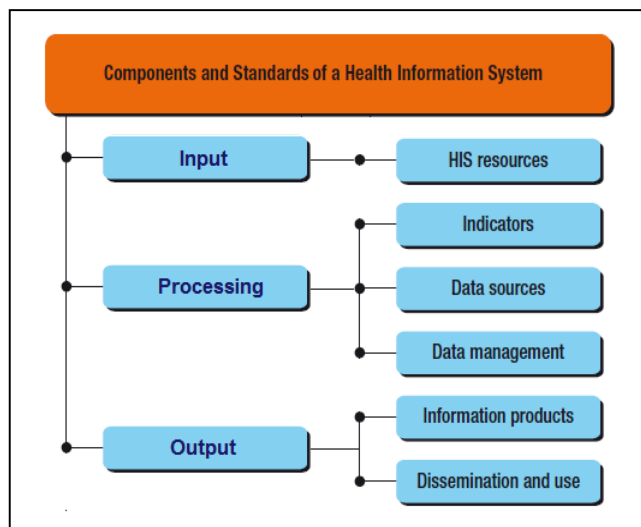 Components and Standards of a Health Information System
Input
HIS resources
Processing
Indicators
Data sources
Data management
Output
Information products
Dissemination and use